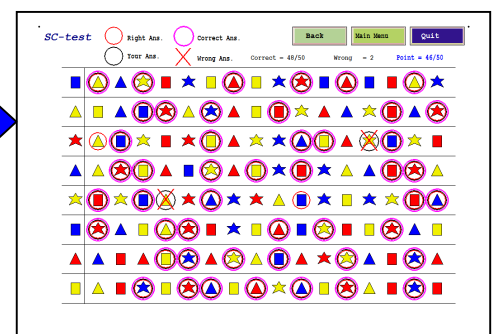 SC-test Right Ans. Correct Ans. Back Main Menu Quit
Your Ans. Wrong Ans. Correct = 48/50 Wrong = 2 Point = 46/50